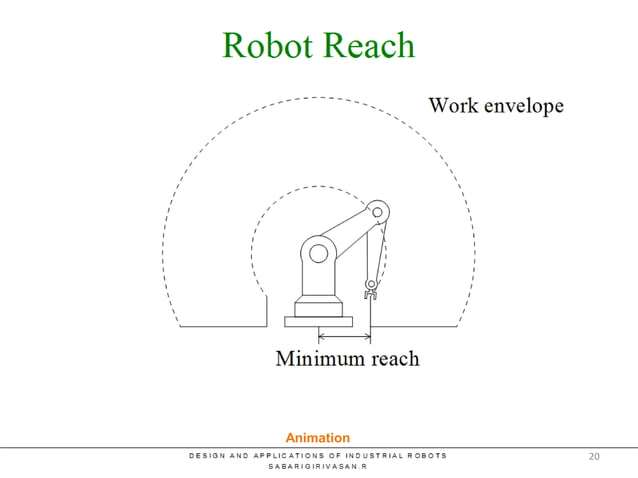 Robot Reach
Work envelope
Minimum reach
Animation
DESIGN AND APPLICATIONS OF INDUSTRIAL ROBOTS
20
SABARIGIRIVASAN.R